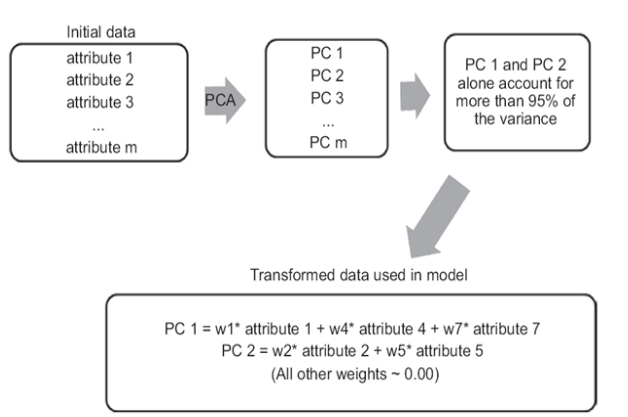 Initial data
attribute 1
attribute 2
attribute 3
...
attribute m
PCA
PC 1
PC 2
PC 3
...
PC m
PC 1 and PC 2
alone account for
more than 95% of
the variance
Transformed data used in model
PC 1 = w1* attribute 1 + w4* attribute 4 + w7* attribute 7
PC 2 = w2* attribute 2 + w5* attribute 5
(All other weights ~ 0.00)